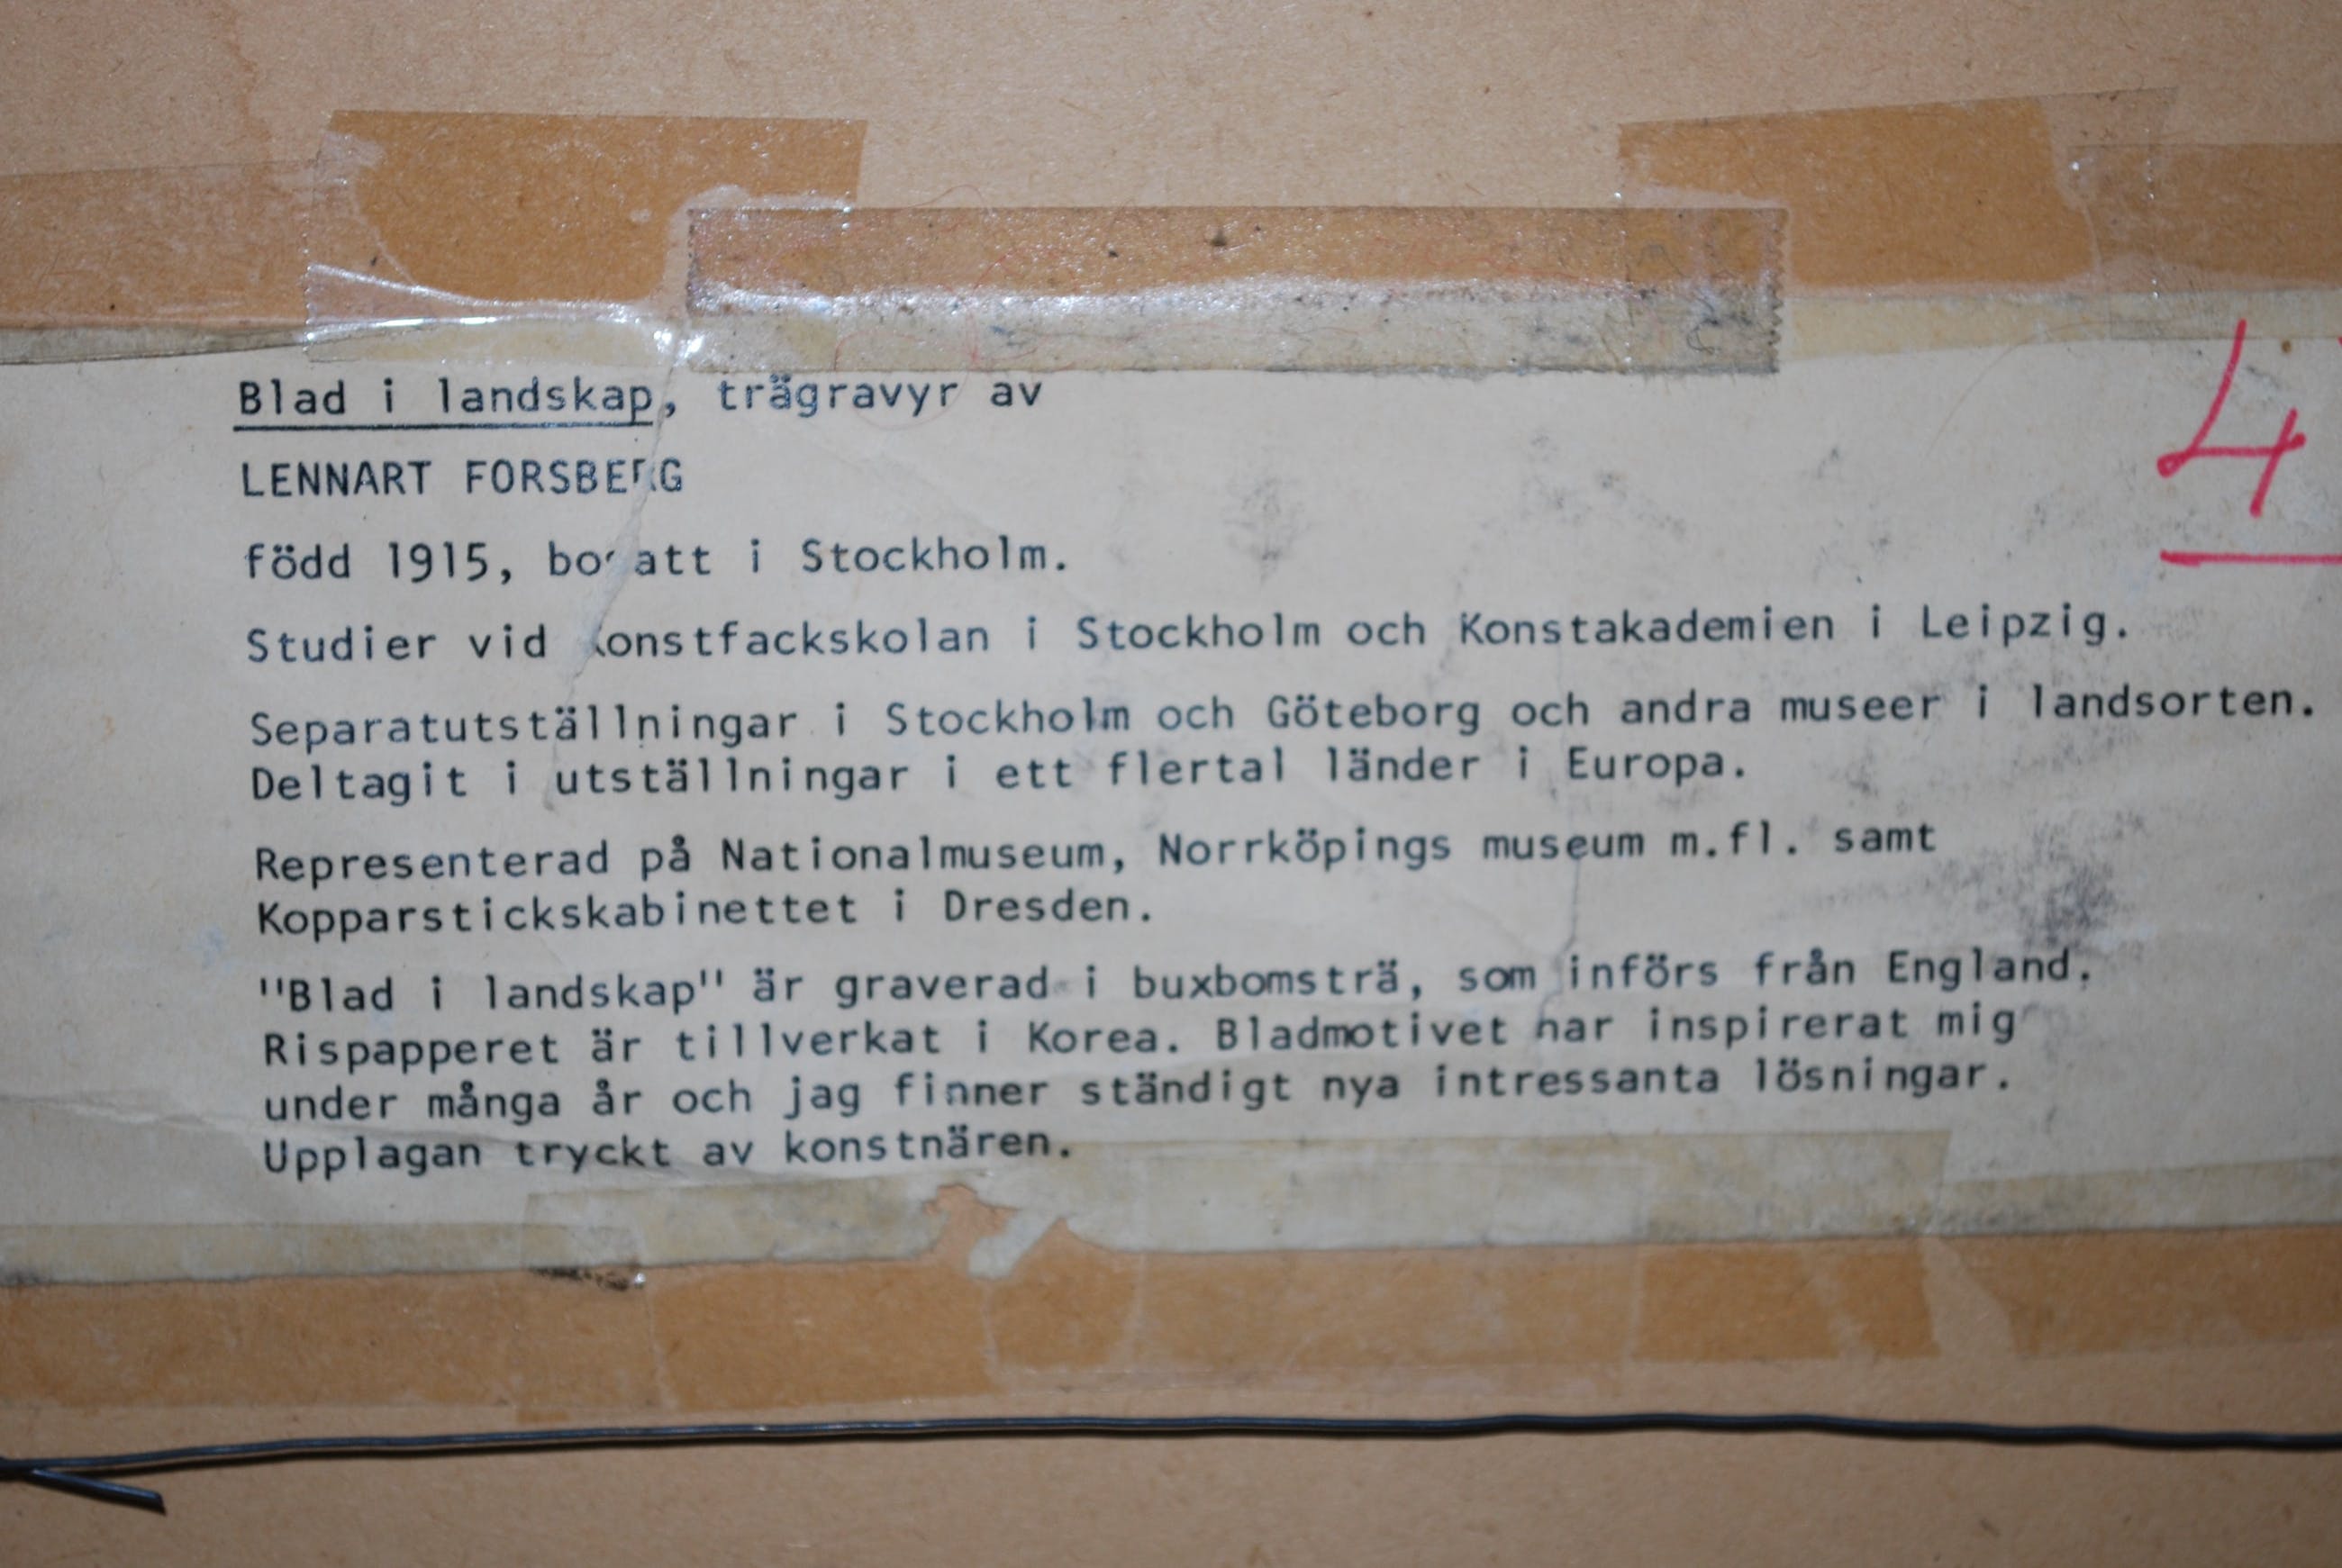 Blad i landskap, trägravyr av
LENNART FORSBERG
född 1915, bosatt i Stockholm.
Studier vid Konstfackskolan i Stockholm och Konstakademien i Leipzig.
Separatutställningar i Stockholm och Göteborg och andra museer i landsorten.
Deltagit i utställningar i ett flertal länder i Europa.
Representerad på Nationalmuseum, Norrköpings museum m.fl. samt
Kopparstickskabinettet i Dresden.
"Blad i landskap" är graverad i buxbomsträ, som införs från England.
Rispapperet är tillverkat i Korea. Bladmotivet har inspirerat mig
under många år och jag finner ständigt nya intressanta lösningar.
Upplagan tryckt av konstnären.
4